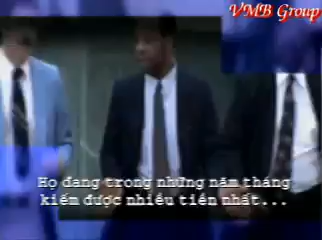 VMB Group
Họ đang trong những năm tháng
kiếm được nhiều tiền nhất...